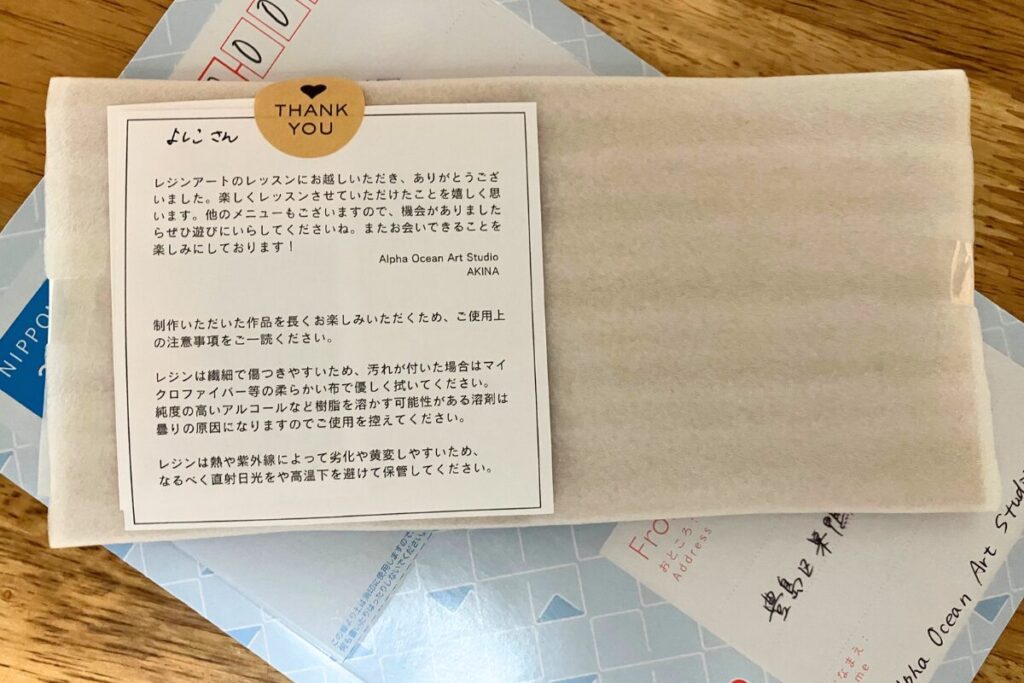 THANK
YOU
よしこ さん
レジンアートのレッスンにお越しいただき、ありがとうござ
いました。楽しくレッスンさせていただけたことを嬉しく思
います。他のメニューもございますので、機会がありました
らぜひ遊びにいらしてくださいね。またお会いできることを
楽しみにしております！
Alpha Ocean Art Studio
AKINA
制作いただいた作品を長くお楽しみいただくため、ご使用上
の注意事項をご一読ください。
レジンは繊細で傷つきやすいため、汚れが付いた場合はマイ
クロファイバー等の柔らかい布で優しく拭いてください。
純度の高いアルコールなど樹脂を溶かす可能性がある溶剤は
曇りの原因になりますのでご使用を控えてください。
レジンは熱や紫外線によって劣化や黄変しやすいため、
なるべく直射日光をや高温下を避けて保管してください。
NIPPO
Fro
おところ:
Address
豊島区巣鴨
なまえ:
me
Alpha Ocean Art Studio